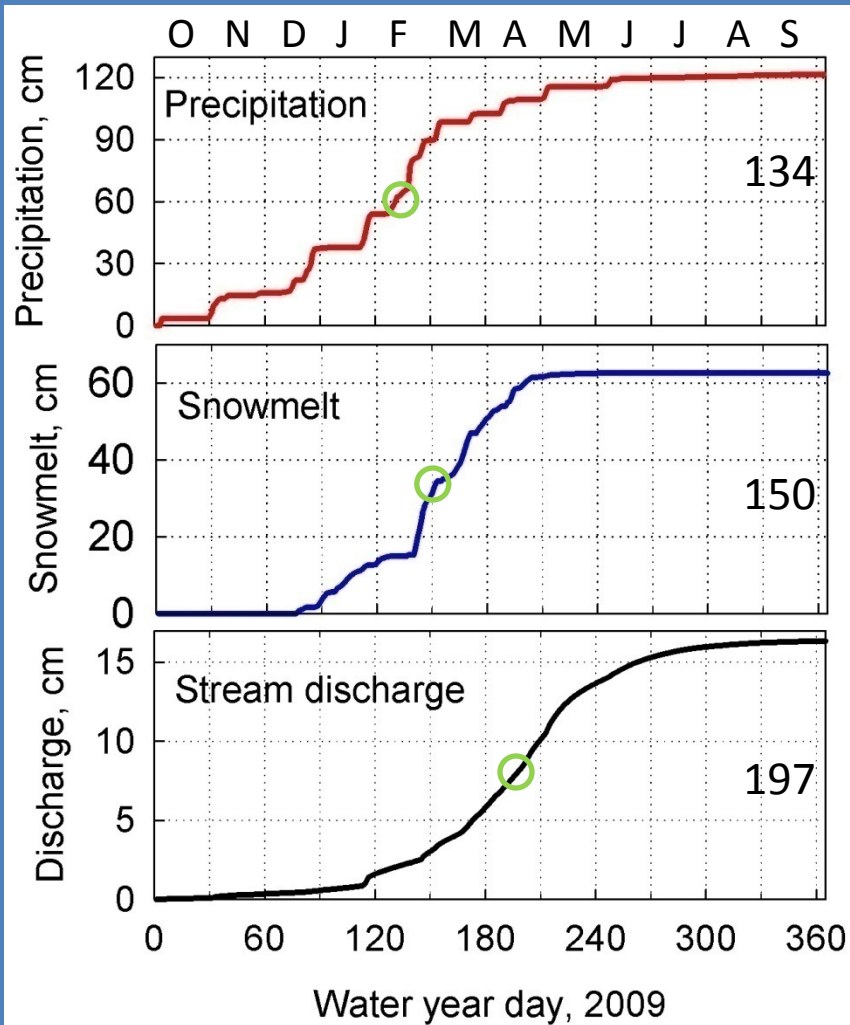 O N D J F M A M J J A S
Precipitation, cm
120
90
60
30
0
Precipitation
134
Snowmelt, cm
60
40
20
0
Snowmelt
150
Discharge, cm
15
10
5
0
Stream discharge
197
0 60 120 180 240 300 360
Water year day, 2009